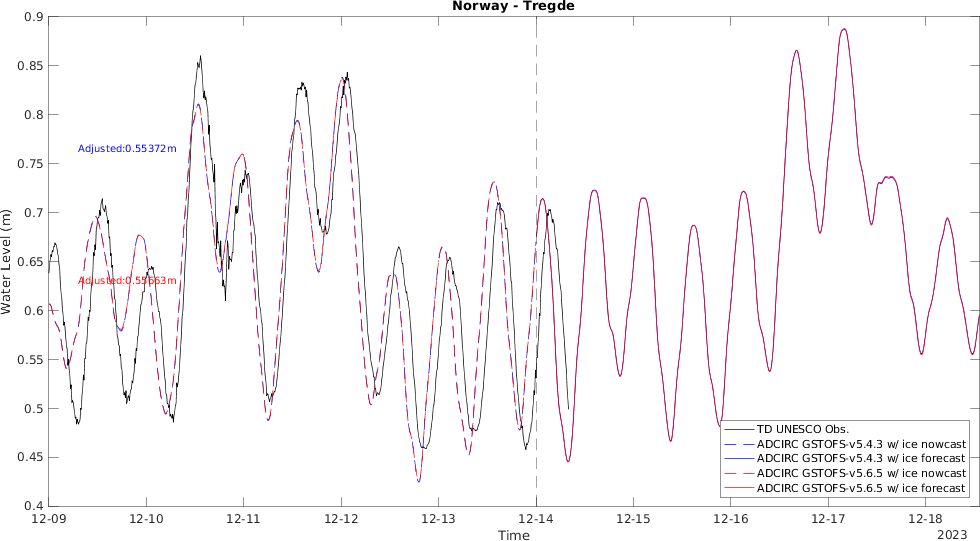 Norway - Tregde
0.9
0.85
0.8
0.75
0.7
0.65
0.6
0.55
0.5
0.45
0.4
Water Level (m)
Adjusted:0.55372m
Adjusted:0.55563m
TD UNESCO Obs.
ADCIRC GSTOFS-v5.4.3 w/ ice nowcast
ADCIRC GSTOFS-v5.4.3 w/ ice forecast
ADCIRC GSTOFS-v5.6.5 w/ ice nowcast
ADCIRC GSTOFS-v5.6.5 w/ ice forecast
12-09 12-10 12-11 12-12 12-13 12-14 12-15 12-16 12-17 12-18
Time
2023